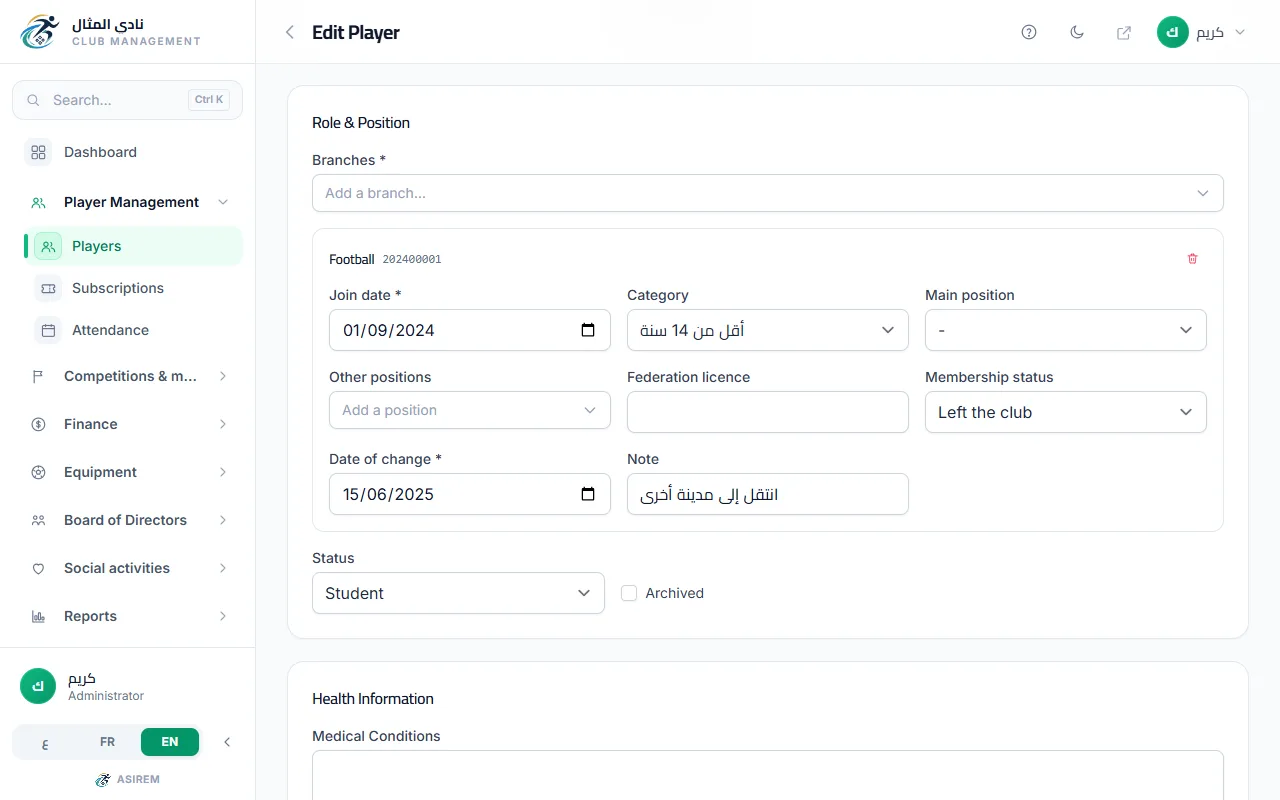 نادي المثال
CLUB MANAGEMENT
Edit Player
ك
كريم
Search...
Ctrl K
Dashboard
Player Management
Players
Subscriptions
Attendance
Competitions & m...
Finance
Equipment
Board of Directors
Social activities
Reports
ك
كريم
Administrator
ع
FR
EN
ASIREM
Role & Position
Branches *
Add a branch...
Football 202400001
Join date *
Category
Main position
01/09/2024
أقل من 14 سنة
-
Other positions
Federation licence
Membership status
Add a position
Left the club
Date of change *
Note
15/06/2025
انتقل إلى مدينة أخرى
Status
Student
Archived
Health Information
Medical Conditions